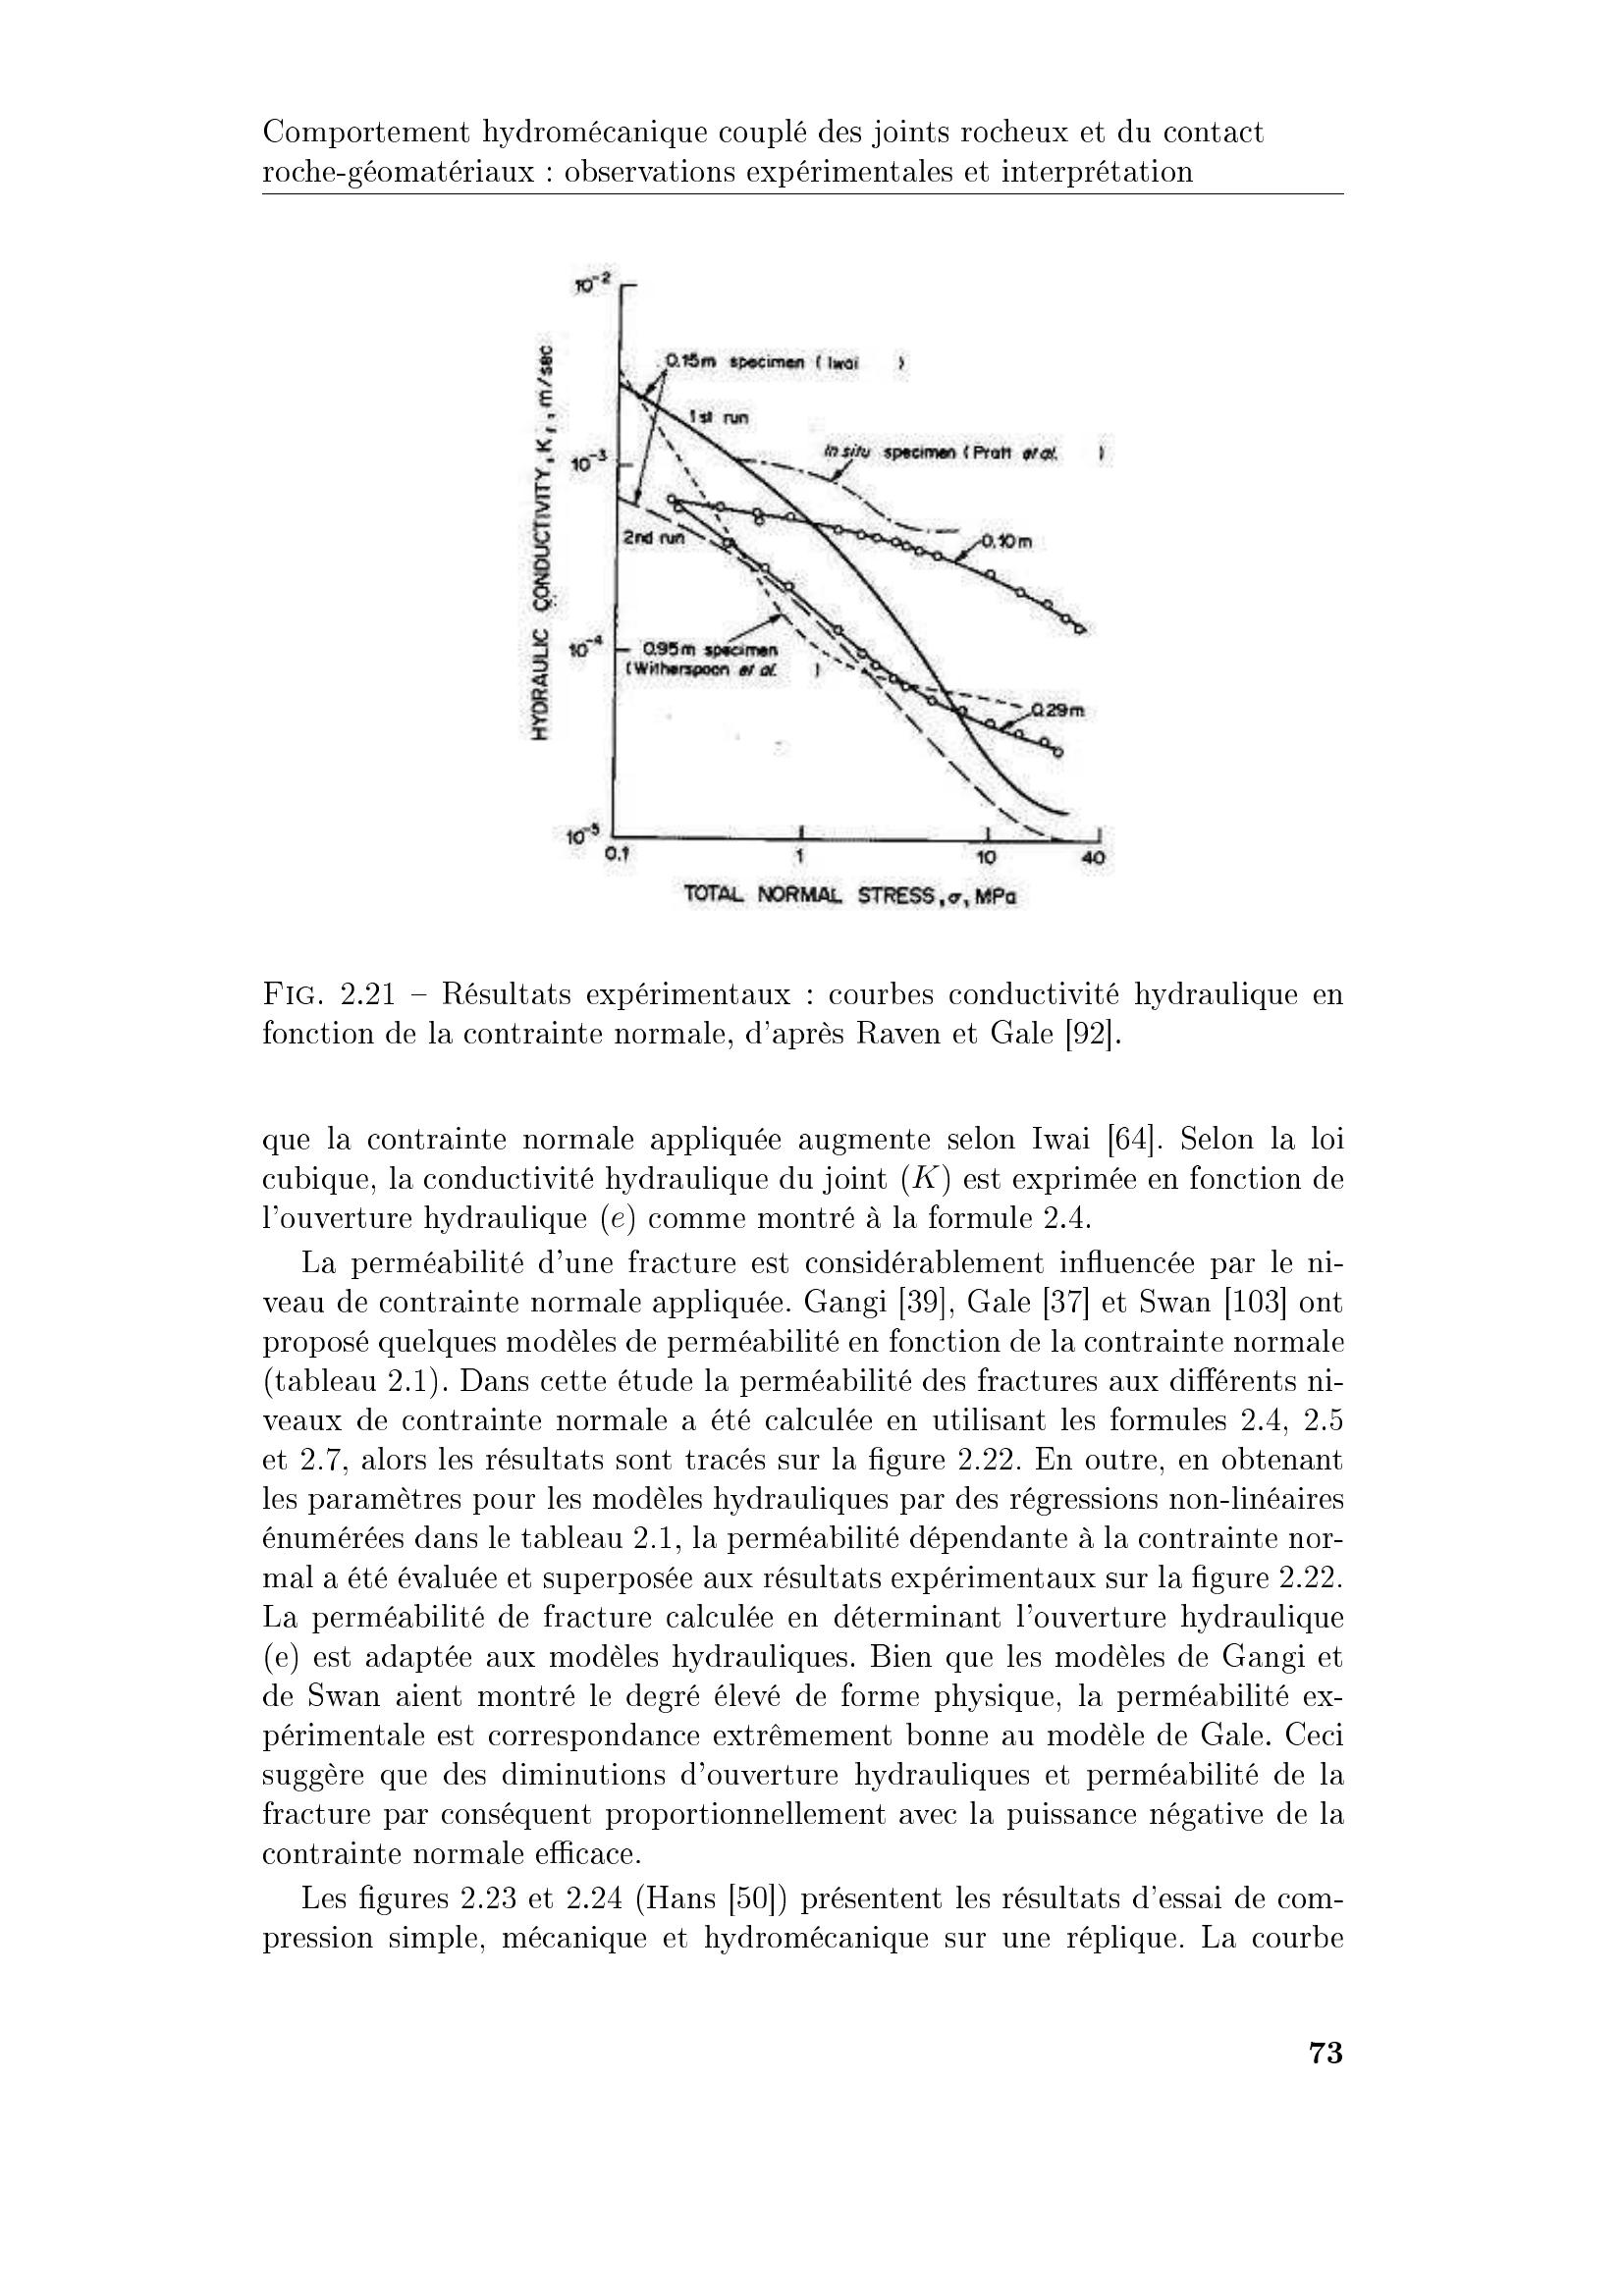 Comportement hydromécanique couplé des joints rocheux et du contact
roche-géomatériaux : observations expérimentales et interprétation
10⁻²
0.15m specimen ( Iwai )
1st run
In situ specimen ( Pratt et al. )
10⁻³
0.10m
2nd run
10⁻⁴
0.95m specimen
(Witherspoon et al. )
0.29m
10⁻⁵
0.1
1
10
40
HYDRAULIC CONDUCTIVITY, K, m/sec
TOTAL NORMAL STRESS, σ, MPa
FIG. 2.21 – Résultats expérimentaux : courbes conductivité hydraulique en
fonction de la contrainte normale, d'après Raven et Gale [92].
que la contrainte normale appliquée augmente selon Iwai [64]. Selon la loi
cubique, la conductivité hydraulique du joint (K) est exprimée en fonction de
l'ouverture hydraulique (e) comme montré à la formule 2.4.
La perméabilité d'une fracture est considérablement influencée par le ni-
veau de contrainte normale appliquée. Gangi [39], Gale [37] et Swan [103] ont
proposé quelques modèles de perméabilité en fonction de la contrainte normale
(tableau 2.1). Dans cette étude la perméabilité des fractures aux différents ni-
veaux de contrainte normale a été calculée en utilisant les formules 2.4, 2.5
et 2.7, alors les résultats sont tracés sur la figure 2.22. En outre, en obtenant
les paramètres pour les modèles hydrauliques par des régressions non-linéaires
énumérées dans le tableau 2.1, la perméabilité dépendante à la contrainte nor-
mal a été évaluée et superposée aux résultats expérimentaux sur la figure 2.22.
La perméabilité de fracture calculée en déterminant l'ouverture hydraulique
(e) est adaptée aux modèles hydrauliques. Bien que les modèles de Gangi et
de Swan aient montré le degré élevé de forme physique, la perméabilité ex-
périmentale est correspondance extrêmement bonne au modèle de Gale. Ceci
suggère que des diminutions d'ouverture hydrauliques et perméabilité de la
fracture par conséquent proportionnellement avec la puissance négative de la
contrainte normale efficace.
Les figures 2.23 et 2.24 (Hans [50]) présentent les résultats d'essai de com-
pression simple, mécanique et hydromécanique sur une réplique. La courbe
73